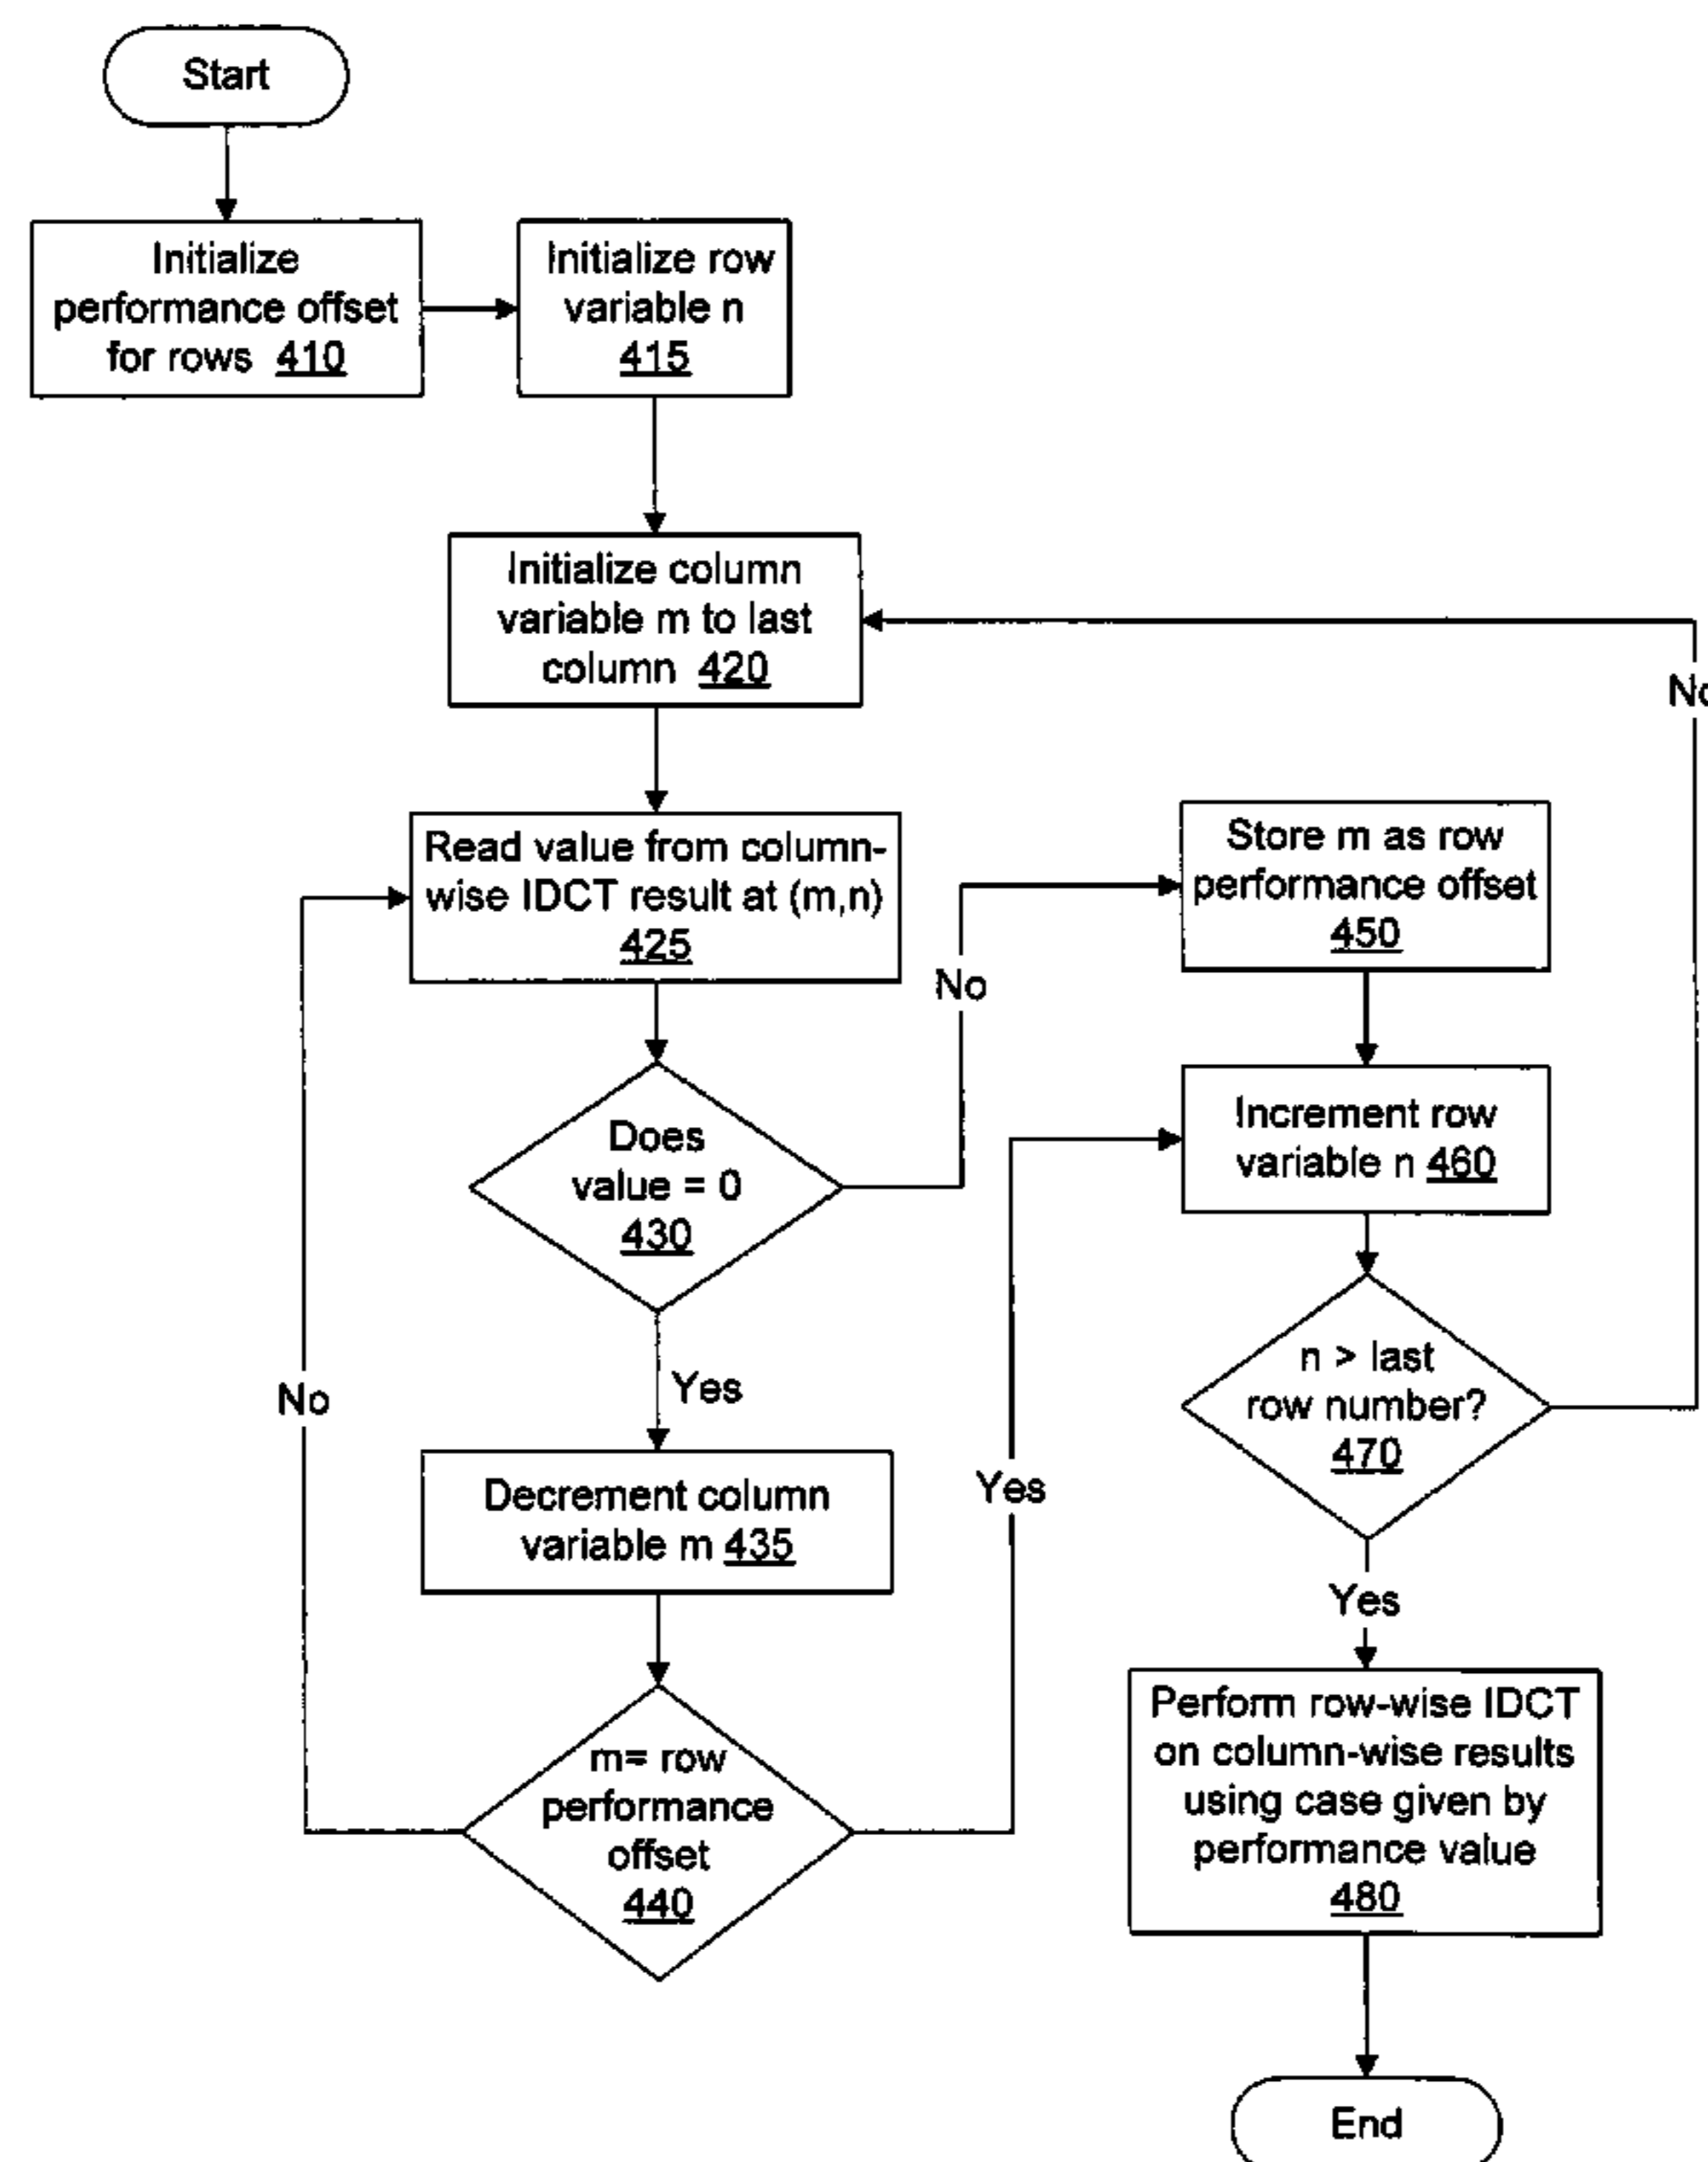 Start
Initialize
performance offset
for rows 410
Initialize row
variable n
415
Initialize column
variable m to last
column 420
No
Read value from column-
wise IDCT result at (m,n)
425
Store m as row
performance offset
450
No
Does
value = 0
430
Increment row
variable n 460
Yes
No
n > last
row number?
470
Decrement column
variable m 435
Yes
Yes
m= row
performance
offset
440
Perform row-wise IDCT
on column-wise results
using case given by
performance value
480
End